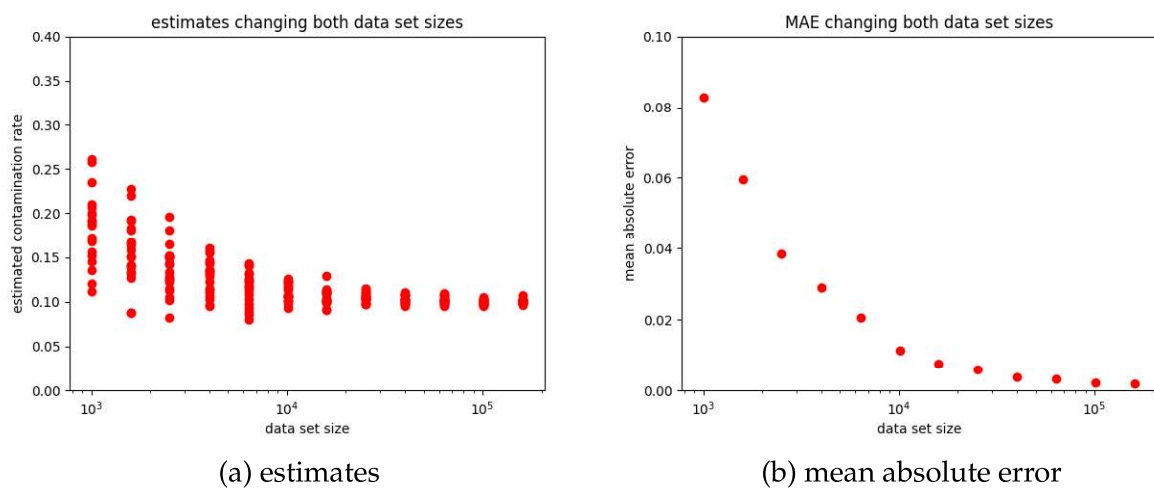 estimates changing both data set sizes
0.40
0.35
0.30
0.25
0.20
0.15
0.10
0.05
0.00
estimated contamination rate
10³
10⁴
10⁵
data set size
(a) estimates
MAE changing both data set sizes
0.10
0.08
0.06
0.04
0.02
0.00
mean absolute error
10³
10⁴
10⁵
data set size
(b) mean absolute error